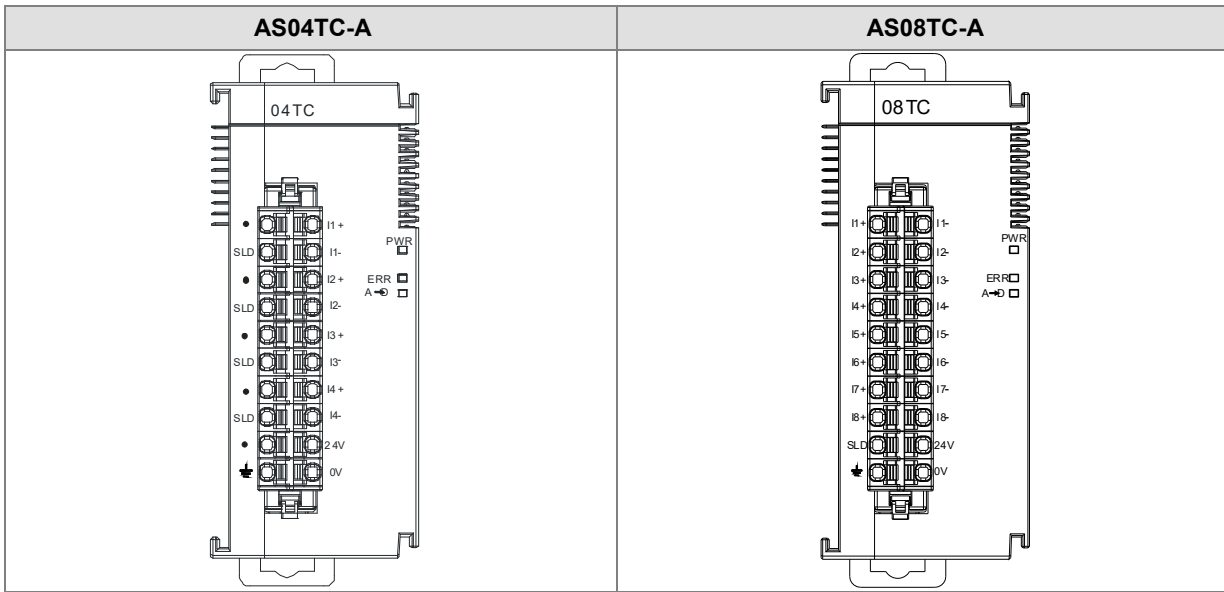 AS04TC-A
AS08TC-A
04TC
• I1+
PWR
SLD I1-
• I2+
ERR
A→D
SLD I2-
• I3+
SLD I3-
• I4+
SLD I4-
• 24V
0V
08TC
I1+ I1-
PWR
I2+ I2-
I3+ I3-
ERR
A→D
I4+ I4-
I5+ I5-
I6+ I6-
I7+ I7-
I8+ I8-
SLD 24V
0V